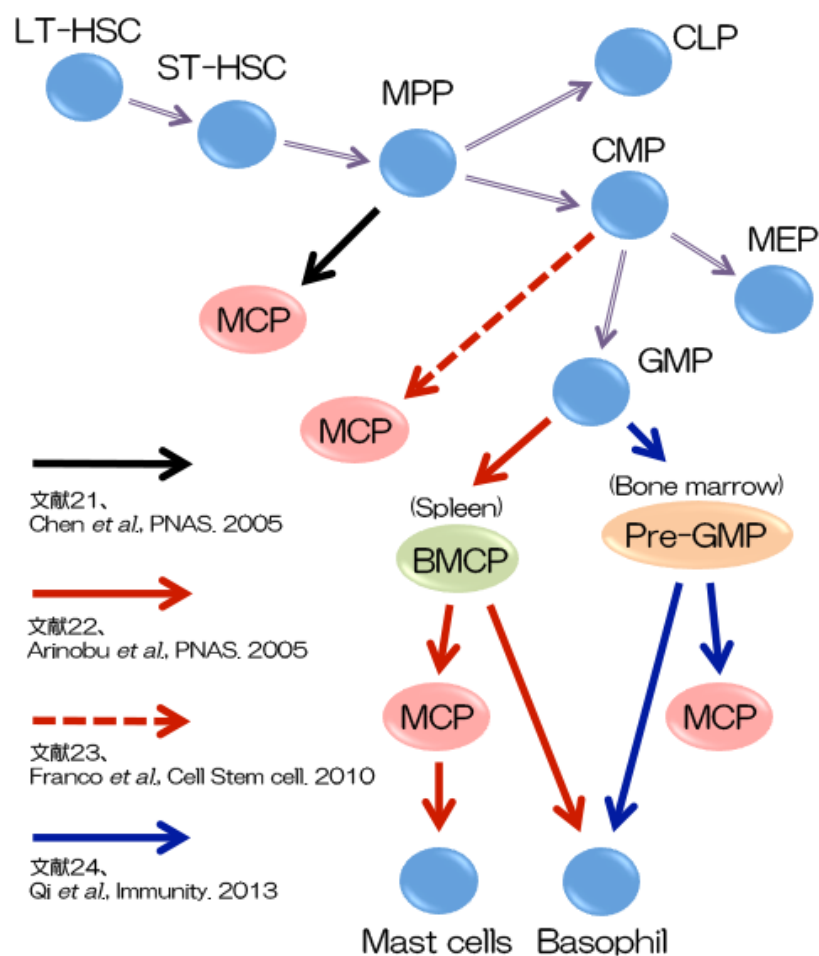 LT-HSC
ST-HSC
MPP
CLP
CMP
MEP
MCP
GMP
MCP
(Spleen)
BMCP
(Bone marrow)
Pre-GMP
MCP
MCP
Mast cells
Basophil
文献21、
Chen et al., PNAS. 2005
文献22、
Arinobu et al., PNAS. 2005
文献23、
Franco et al., Cell Stem cell. 2010
文献24、
Qi et al., Immunity. 2013